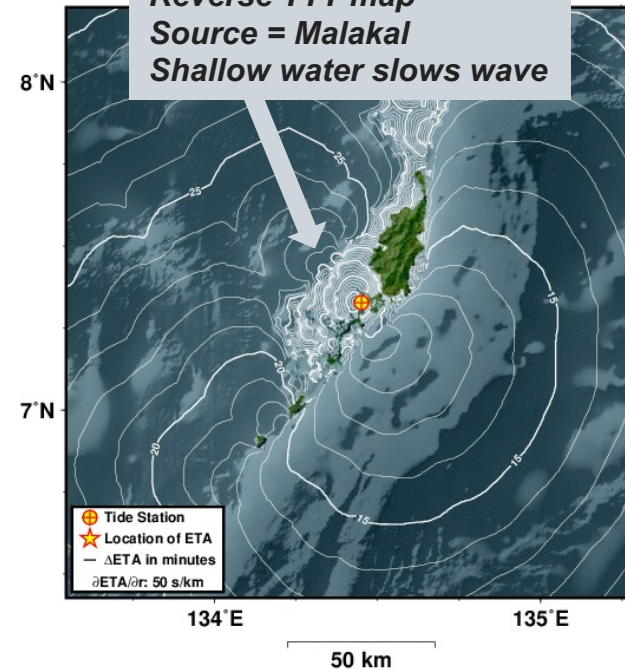 Reverse TTT map
Source = Malakal
Shallow water slows wave
8°N
25
25
15
7°N
20
20
15
15
Tide Station
Location of ETA
— ΔETA in minutes
∂ETA/∂r: 50 s/km
134°E
135°E
50 km